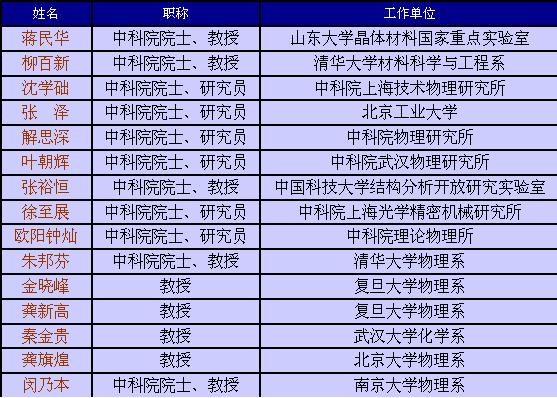 姓名 职称 工作单位
蒋民华 中科院院士、教授 山东大学晶体材料国家重点实验室
柳百新 中科院院士、教授 清华大学材料科学与工程系
沈学础 中科院院士、研究员 中科院上海技术物理研究所
张 泽 中科院院士、研究员 北京工业大学
解思深 中科院院士、研究员 中科院物理研究所
叶朝辉 中科院院士、研究员 中科院武汉物理研究所
张裕恒 中科院院士、教授 中国科技大学结构分析开放研究实验室
徐至展 中科院院士、研究员 中科院上海光学精密机械研究所
欧阳钟灿 中科院院士、研究员 中科院理论物理所
朱邦芬 中科院院士、教授 清华大学物理系
金晓峰 教授 复旦大学物理系
龚新高 教授 复旦大学物理系
秦金贵 教授 武汉大学化学系
龚旗煌 教授 北京大学物理系
闵乃本 中科院院士、教授 南京大学物理系